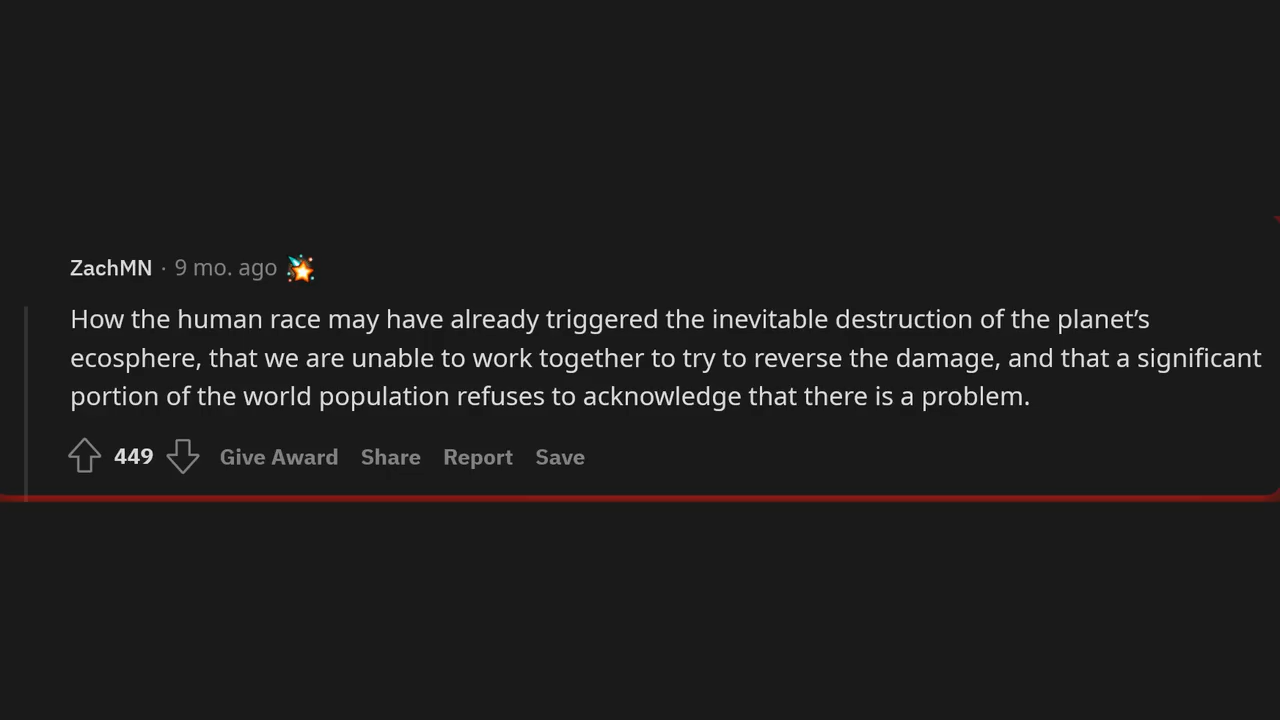 ZachMN · 9 mo. ago
How the human race may have already triggered the inevitable destruction of the planet’s
ecosphere, that we are unable to work together to try to reverse the damage, and that a significant
portion of the world population refuses to acknowledge that there is a problem.
449 Give Award Share Report Save